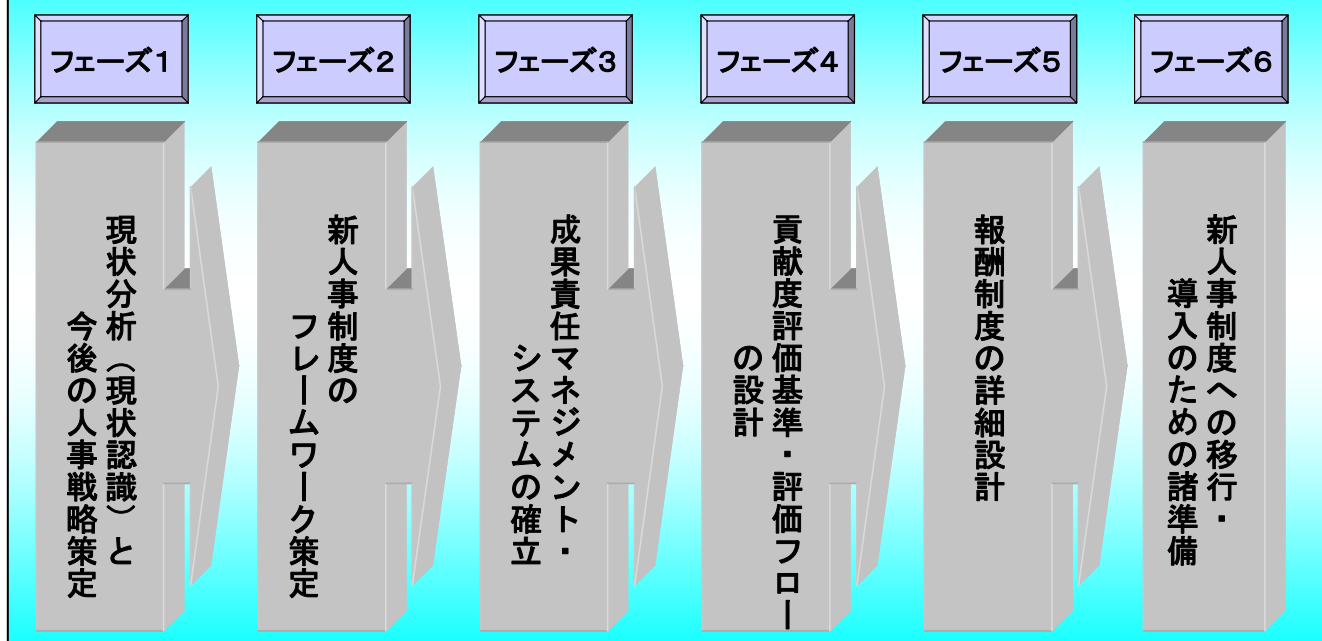 フェーズ1
フェーズ2
フェーズ3
フェーズ4
フェーズ5
フェーズ6
現状分析（現状認識）と
今後の人事戦略策定
新人事制度の
フレームワーク策定
成果責任マネジメント・
システムの確立
貢献度評価基準・評価フロー
の設計
報酬制度の詳細設計
新人事制度への移行・
導入のための諸準備